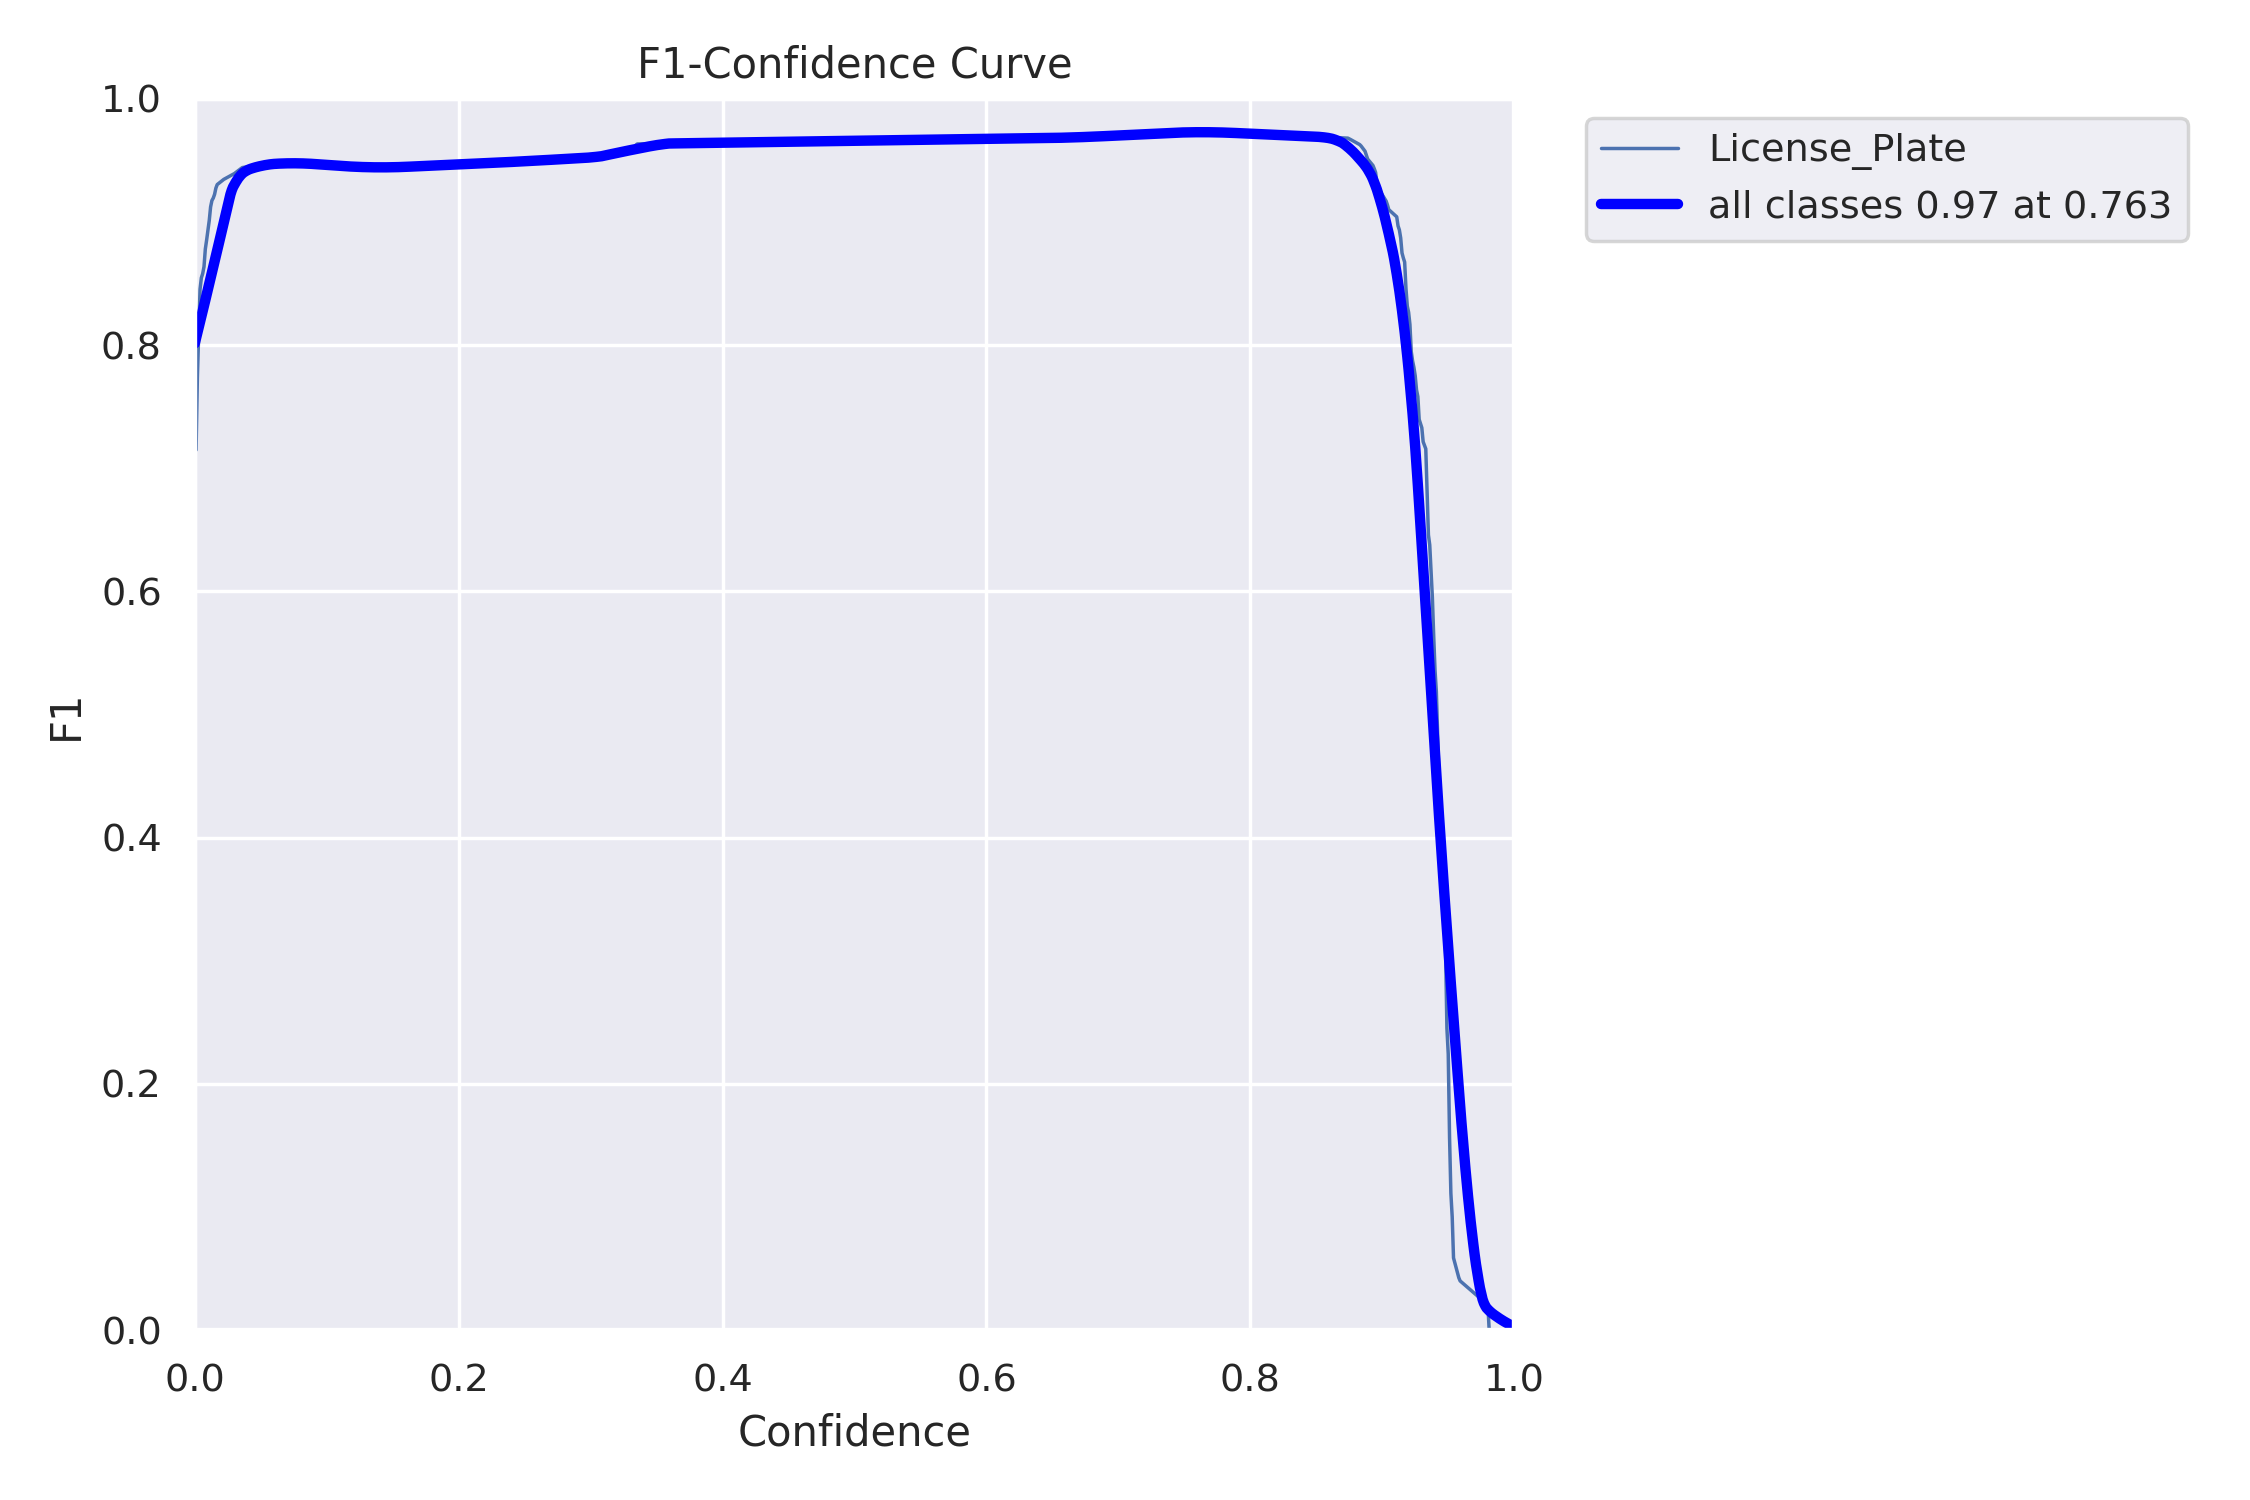 F1-Confidence Curve
1.0
0.8
0.6
0.4
0.2
0.0
F1
0.0 0.2 0.4 0.6 0.8 1.0
Confidence
License_Plate
all classes 0.97 at 0.763